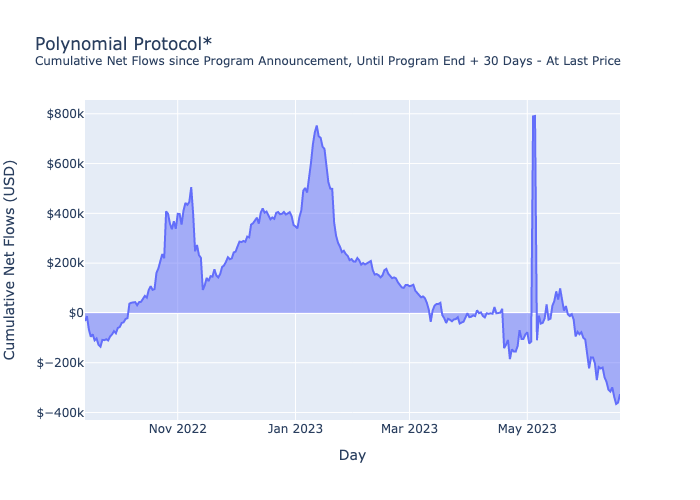 Polynomial Protocol*
Cumulative Net Flows since Program Announcement, Until Program End + 30 Days - At Last Price
Cumulative Net Flows (USD)
$800k
$600k
$400k
$200k
$0
$−200k
$−400k
Nov 2022
Jan 2023
Mar 2023
May 2023
Day